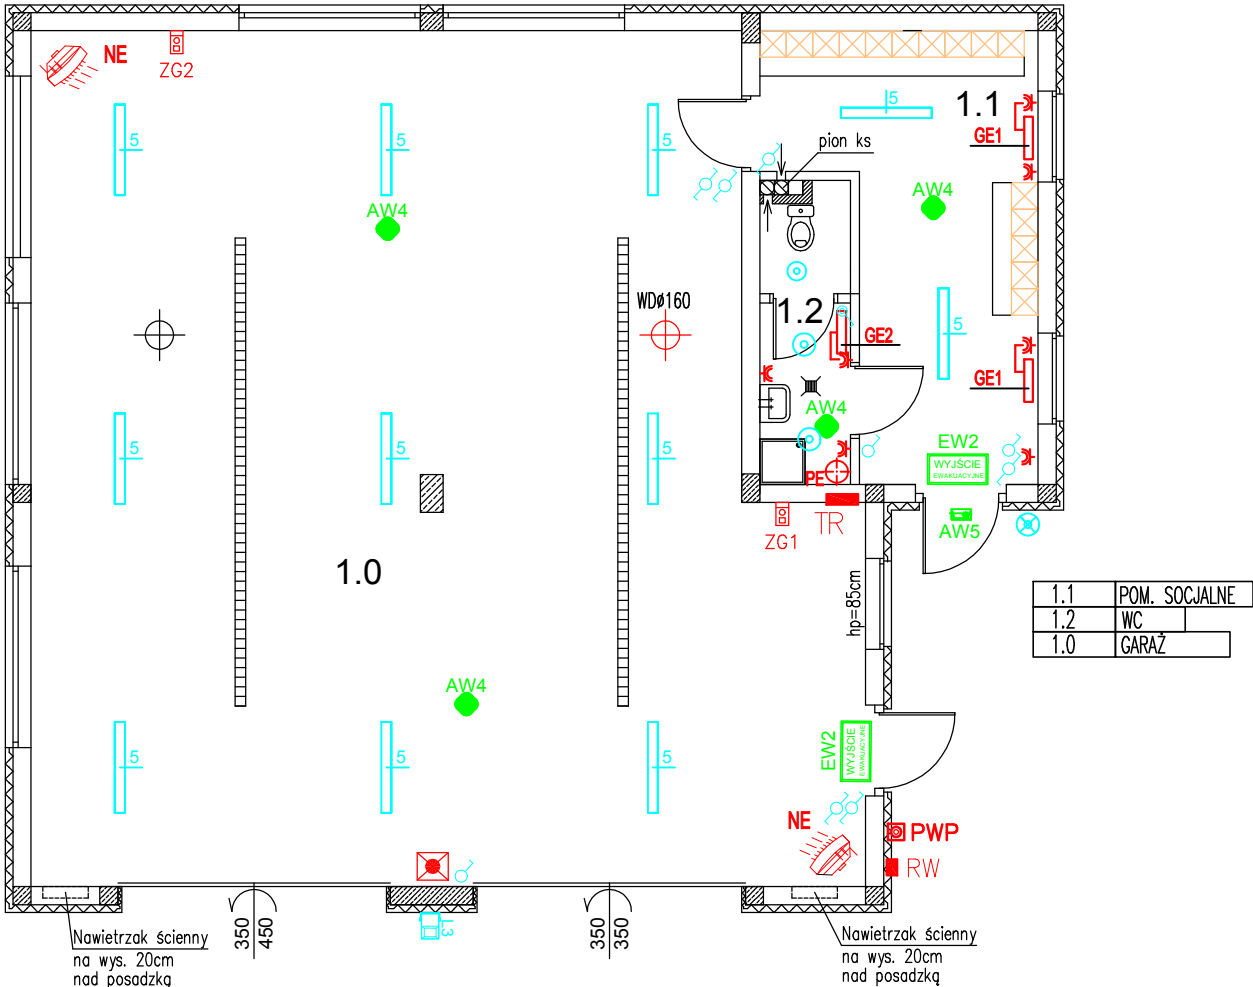 NE
ZG2
5
5
5
5
1.1
GE1
pion ks
AW4
AW4
WDø160
1.2
GE2
5
GE1
AW4
5
5
5
EW2
WYJŚCIE
EWAKUACYJNE
PE
TR
ZG1
AW5
1.0
hp=85cm
1.1 POM. SOCJALNE
1.2 WC
1.0 GARAŻ
AW4
5
5
5
EW2
WYJŚCIE
EWAKUACYJNE
NE
PWP
RW
L3
350
450
350
350
Nawietrzak ścienny
na wys. 20cm
nad posadzką
Nawietrzak ścienny
na wys. 20cm
nad posadzką